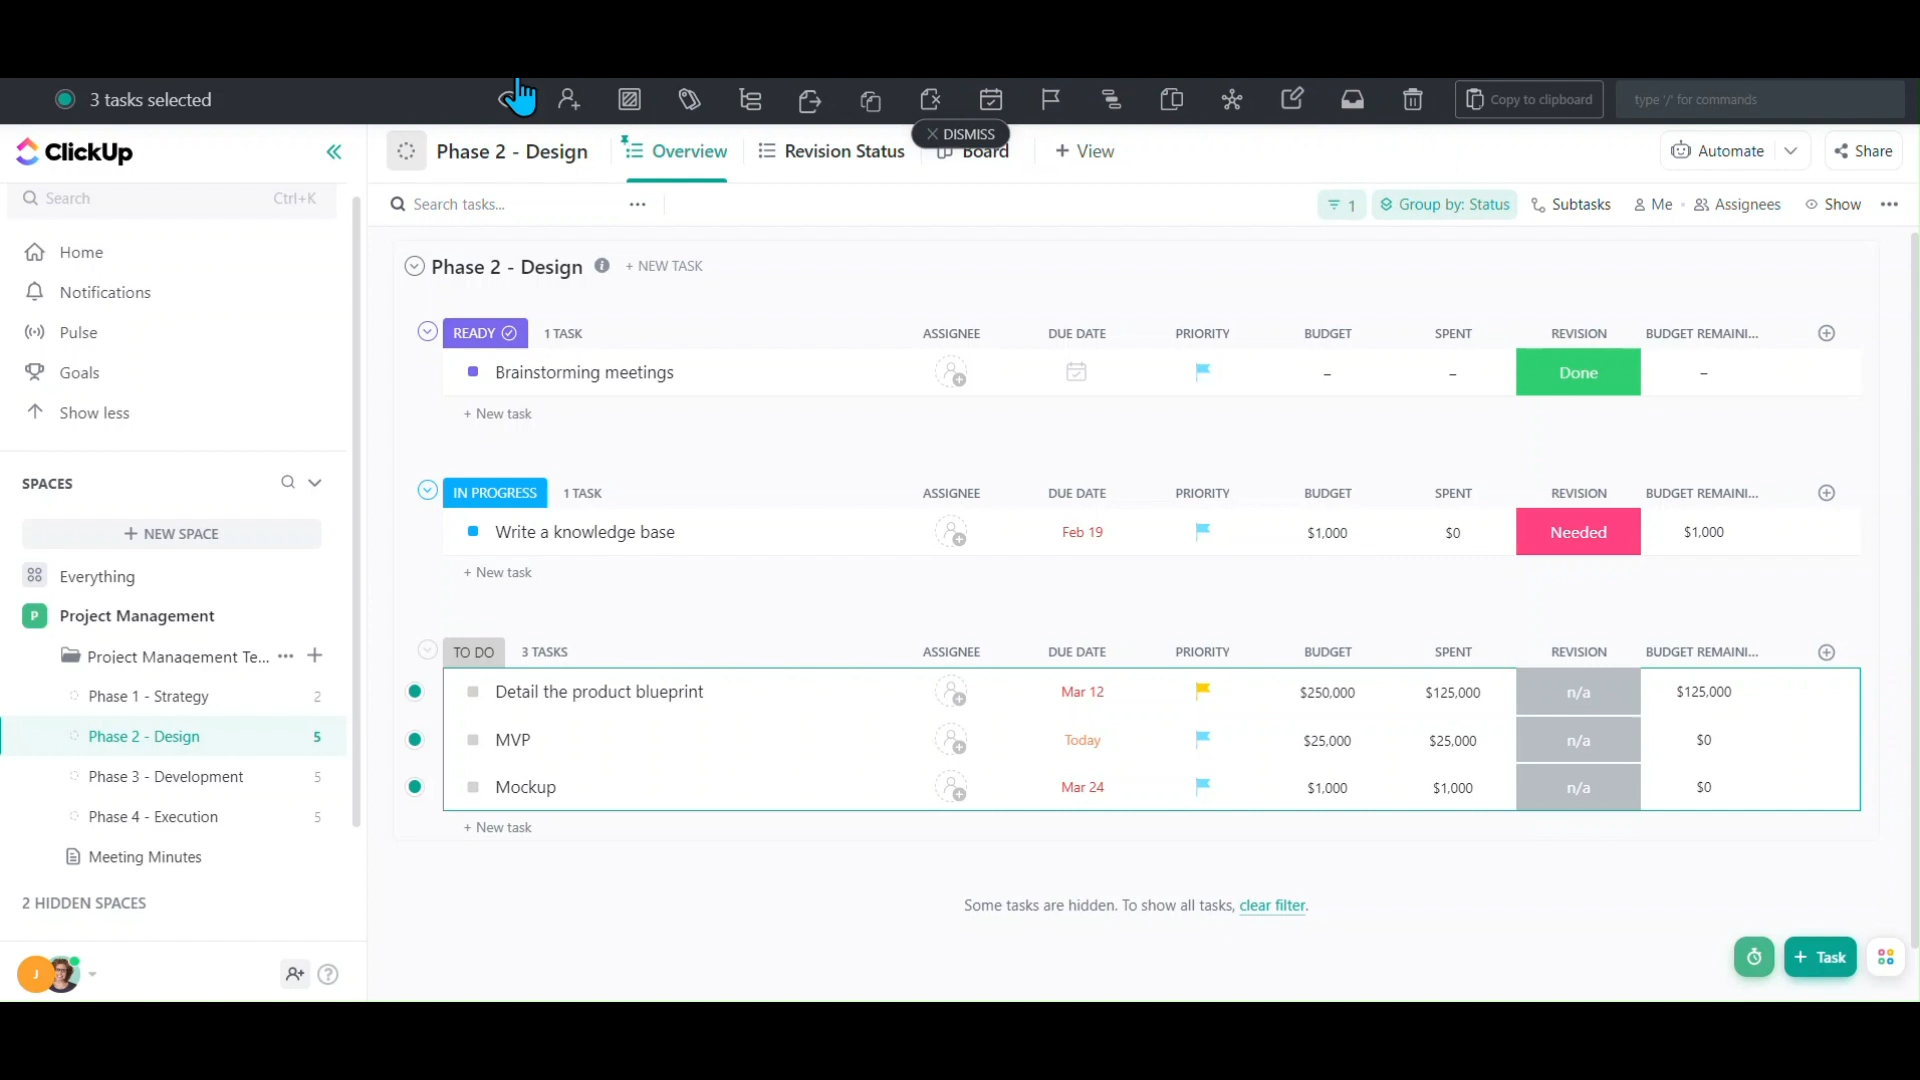 3 tasks selected
Copy to clipboard
type '/' for commands
DISMISS
ClickUp
Phase 2 - Design
Overview
Revision Status
Board
+ View
Automate
Share
Search
Ctrl+K
Search tasks...
1
Group by: Status
Subtasks
Me
Assignees
Show
Home
Notifications
Pulse
Goals
Show less
SPACES
+ NEW SPACE
Everything
P Project Management
Project Management Te...
Phase 1 - Strategy 2
Phase 2 - Design 5
Phase 3 - Development 5
Phase 4 - Execution 5
Meeting Minutes
2 HIDDEN SPACES
J
Phase 2 - Design + NEW TASK
READY 1 TASK ASSIGNEE DUE DATE PRIORITY BUDGET SPENT REVISION BUDGET REMAINI...
Brainstorming meetings – – Done –
+ New task
IN PROGRESS 1 TASK ASSIGNEE DUE DATE PRIORITY BUDGET SPENT REVISION BUDGET REMAINI...
Write a knowledge base Feb 19 $1,000 $0 Needed $1,000
+ New task
TO DO 3 TASKS ASSIGNEE DUE DATE PRIORITY BUDGET SPENT REVISION BUDGET REMAINI...
Detail the product blueprint Mar 12 $250,000 $125,000 n/a $125,000
MVP Today $25,000 $25,000 n/a $0
Mockup Mar 24 $1,000 $1,000 n/a $0
+ New task
Some tasks are hidden. To show all tasks, clear filter.
+ Task